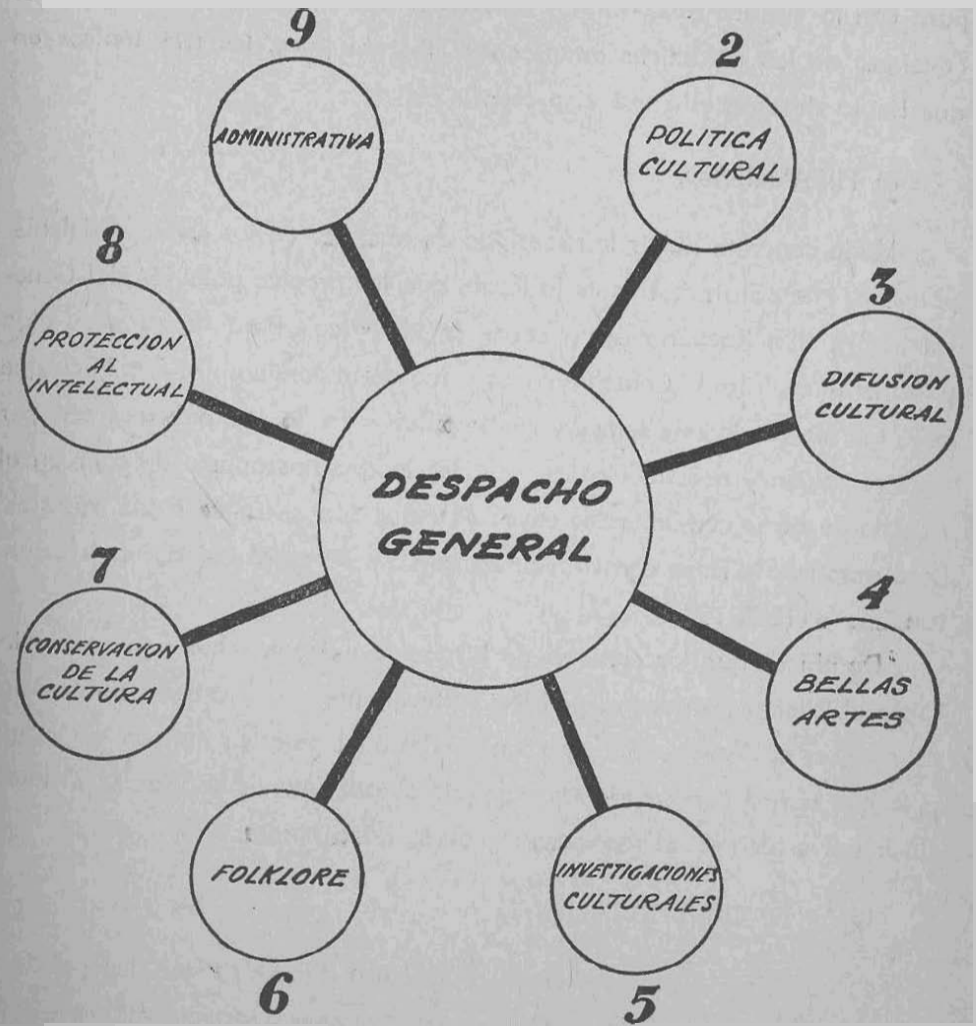 9
ADMINISTRATIVA
2
POLITICA
CULTURAL
8
PROTECCION
AL
INTELECTUAL
3
DIFUSION
CULTURAL
DESPACHO
GENERAL
7
CONSERVACION
DE LA
CULTURA
4
BELLAS
ARTES
6
FOLKLORE
5
INVESTIGACIONES
CULTURALES